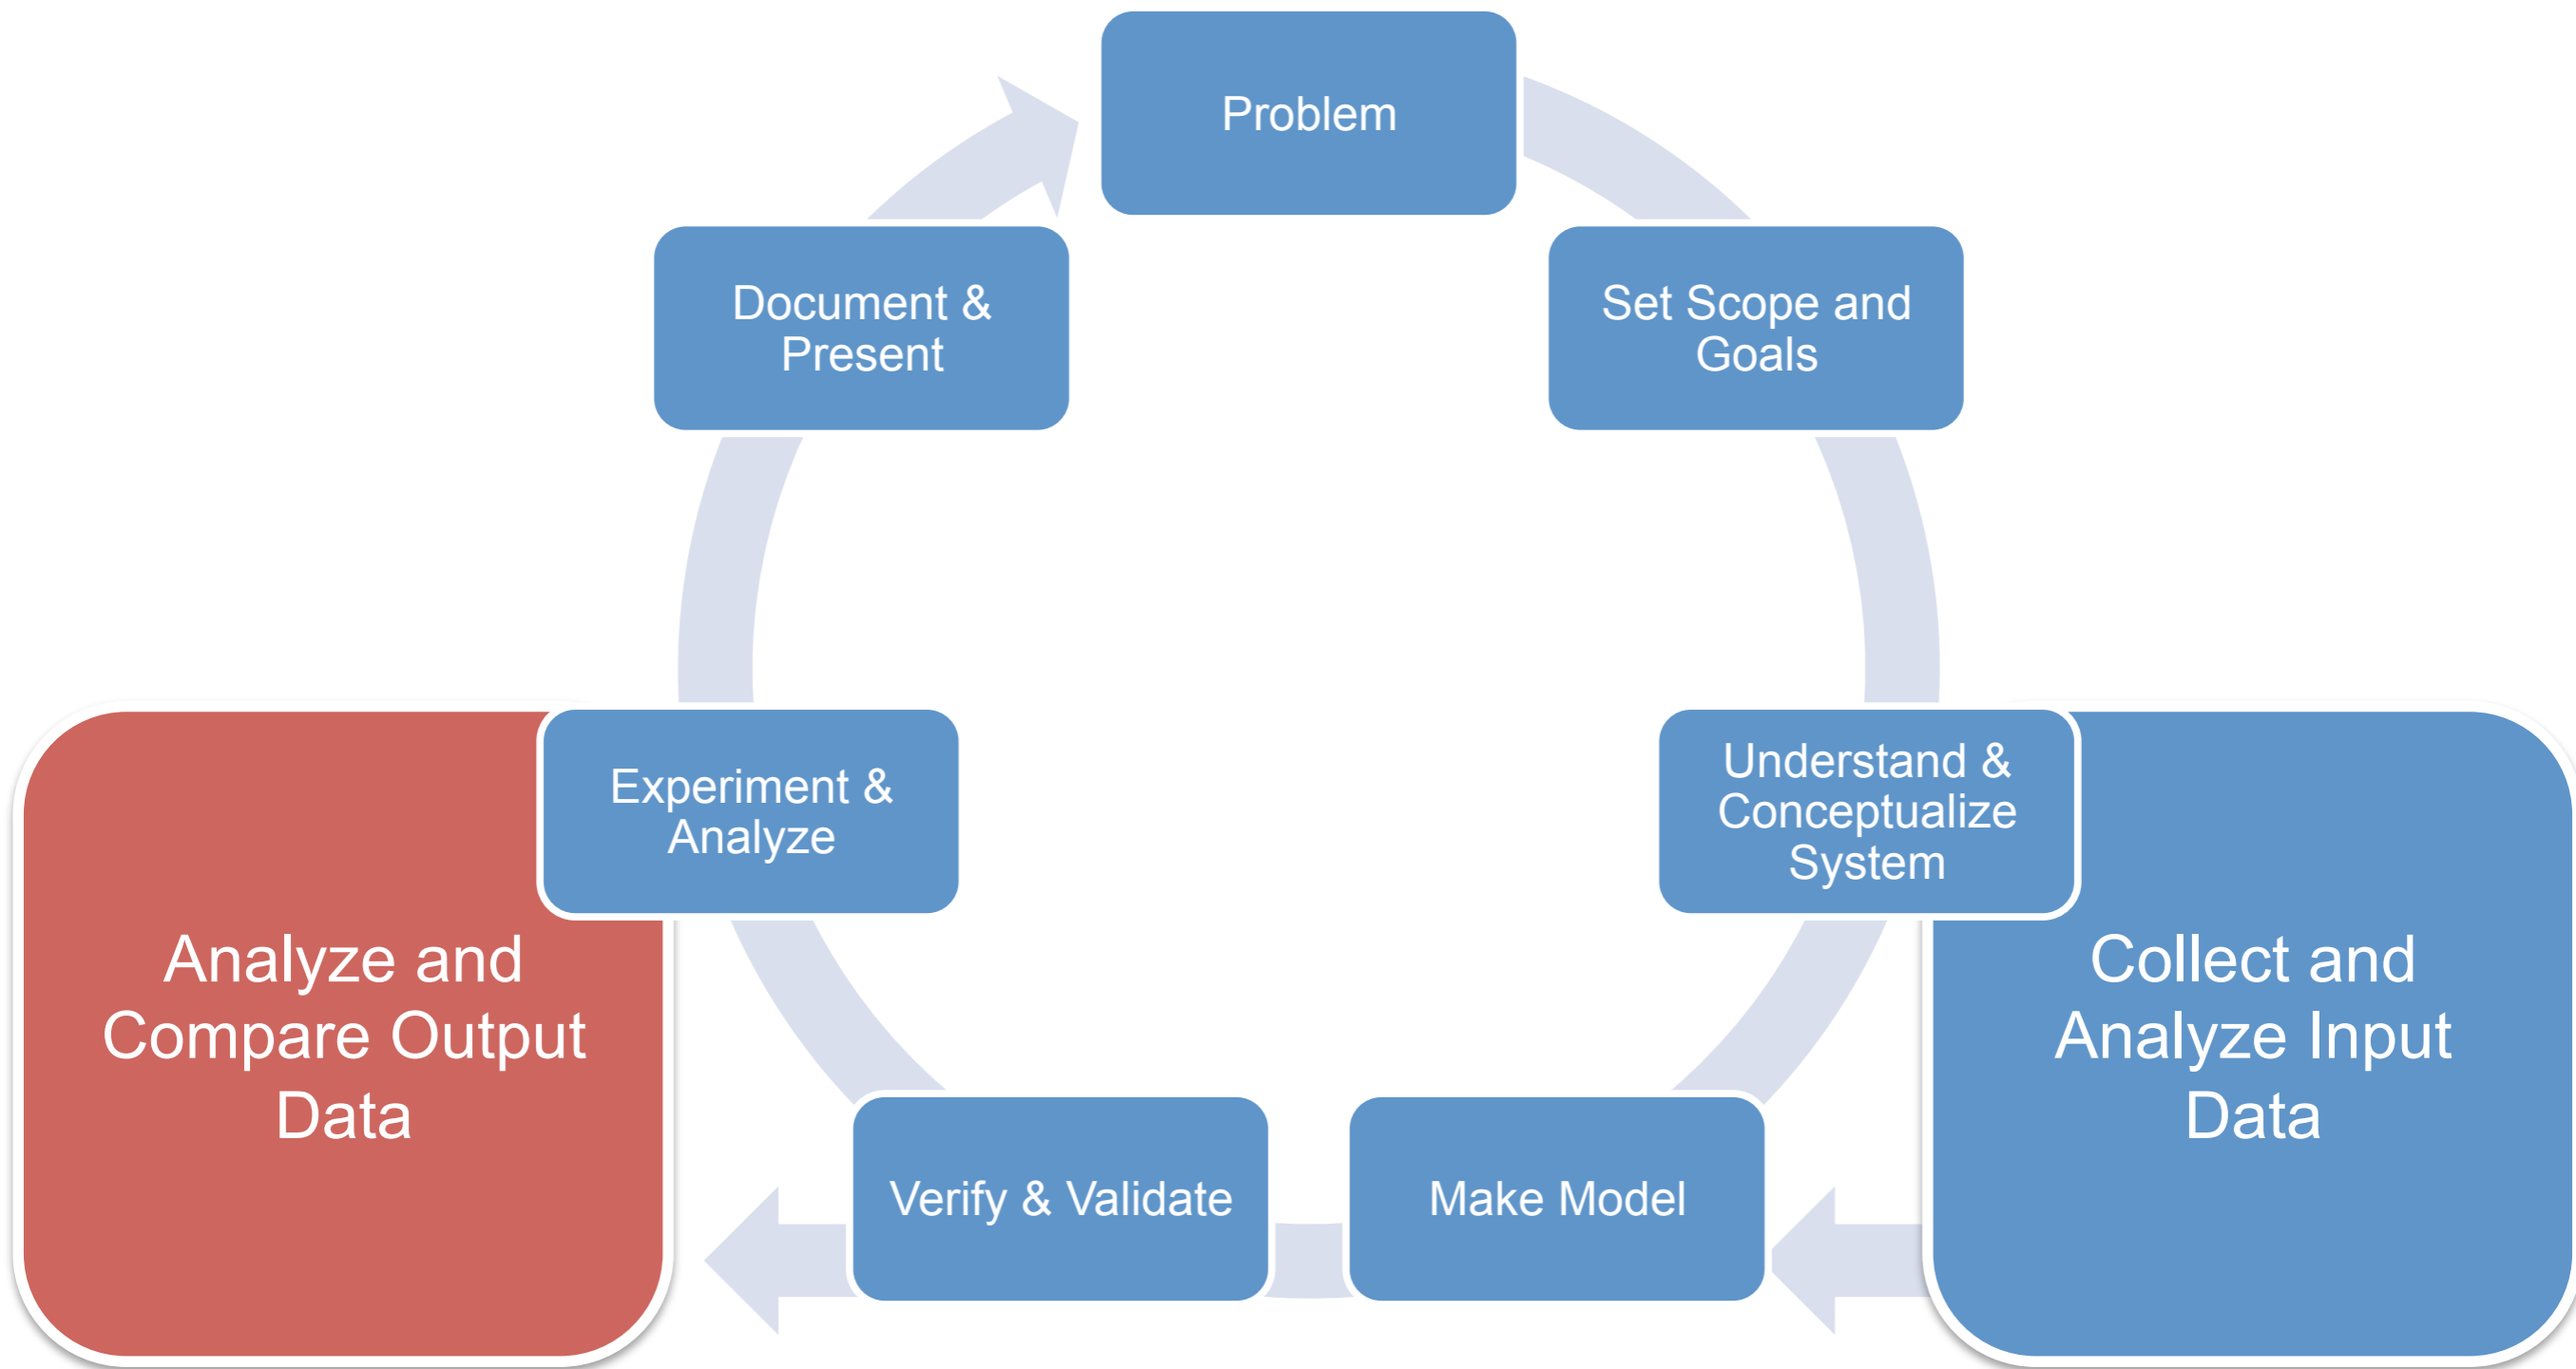 Problem
Set Scope and
Goals
Understand &
Conceptualize
System
Collect and
Analyze Input
Data
Make Model
Verify & Validate
Experiment &
Analyze
Analyze and
Compare Output
Data
Document &
Present